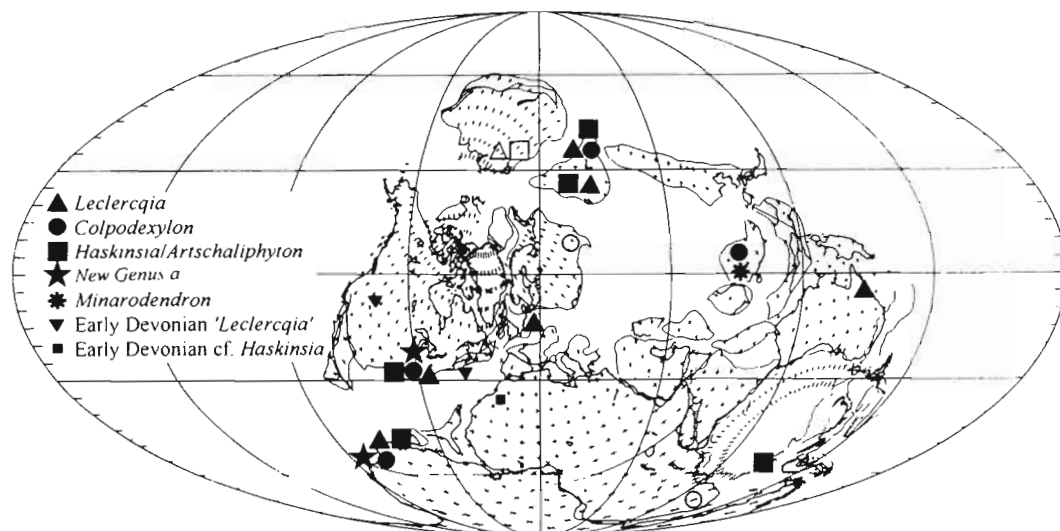 Leclercqia
Colpodexylon
Haskinsia/Artschaliphyton
New Genus a
Minarodendron
Early Devonian 'Leclercqia'
Early Devonian cf. Haskinsia